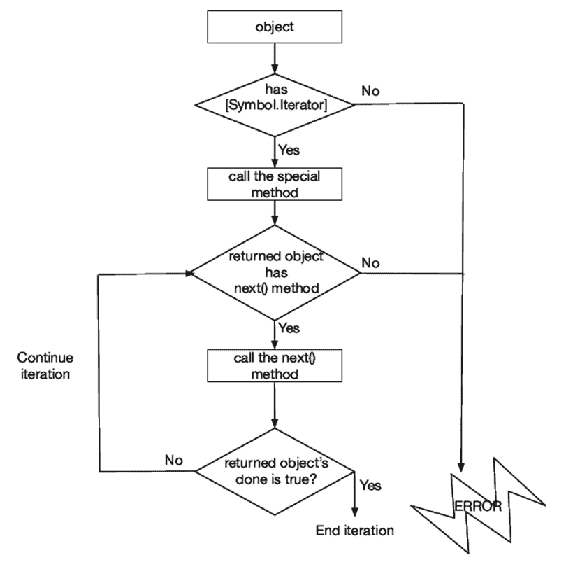 object
has
[Symbol.Iterator]
No
Yes
call the special
method
returned object
has
next() method
No
Yes
call the next()
method
Continue
iteration
No
returned object's
done is true?
Yes
End iteration
ERROR